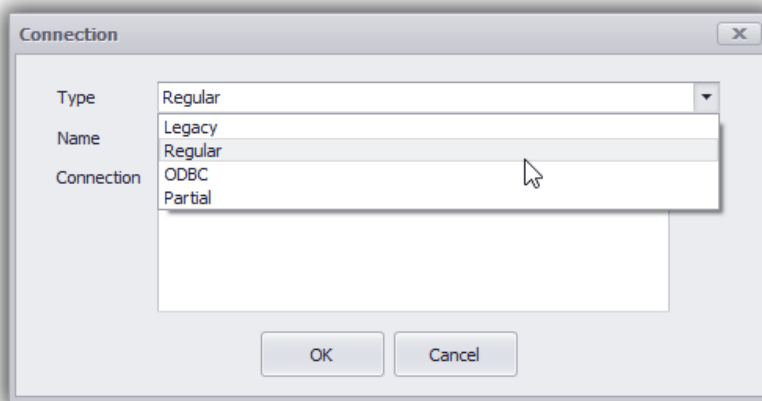 Connection
Type Regular
Legacy
Name
Regular
Connection ODBC
Partial
OK Cancel